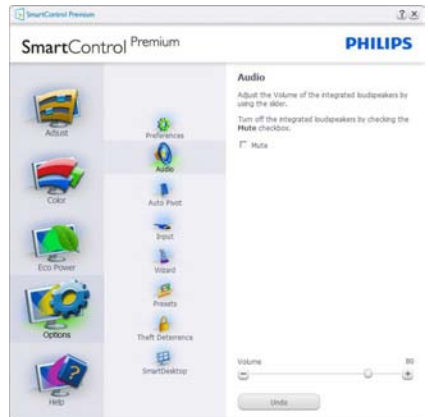 SmartControl Premium
SmartControl Premium
PHILIPS
Adjust
Color
Eco Power
Options
Help
Preferences
Audio
Auto Pivot
Input
Wizard
Presets
Theft Deterrence
SmartDesktop
Audio
Adjust the Volume of the integrated loudspeakers by
using the slider.
Turn off the integrated loudspeakers by checking the
Mute checkbox.
Mute
Volume 80
Undo